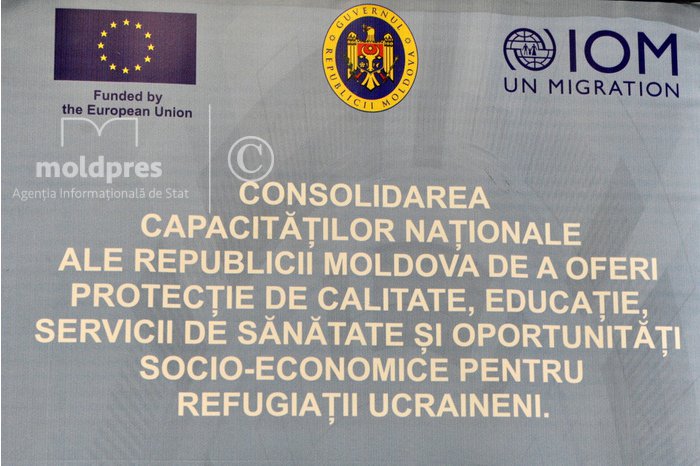 Funded by
the European Union
GUVERNUL REPUBLICII MOLDOVA
IOM
UN MIGRATION
moldpres
Agenția Informațională de Stat
©
CONSOLIDAREA
CAPACITĂȚILOR NAȚIONALE
ALE REPUBLICII MOLDOVA DE A OFERI
PROTECȚIE DE CALITATE, EDUCAȚIE,
SERVICII DE SĂNĂTATE ȘI OPORTUNITĂȚI
SOCIO-ECONOMICE PENTRU
REFUGIAȚII UCRAINENI.